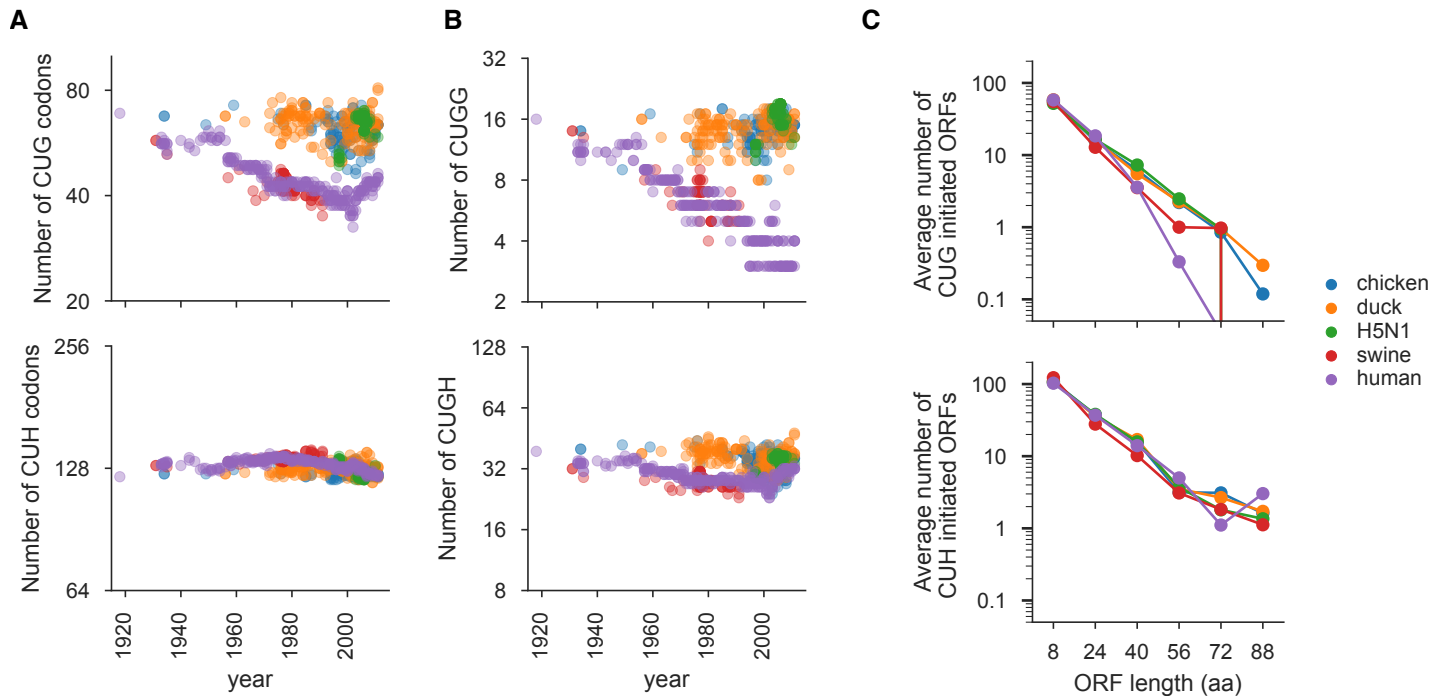 A
Number of CUG codons
80
40
20
Number of CUH codons
256
128
64
1920
1940
1960
1980
2000
year
B
Number of CUGG
32
16
8
4
2
Number of CUGH
128
64
32
16
8
1920
1940
1960
1980
2000
year
C
Average number of
CUG initiated ORFs
100
10
1
0.1
Average number of
CUH initiated ORFs
100
10
1
0.1
8
24
40
56
72
88
ORF length (aa)
chicken
duck
H5N1
swine
human